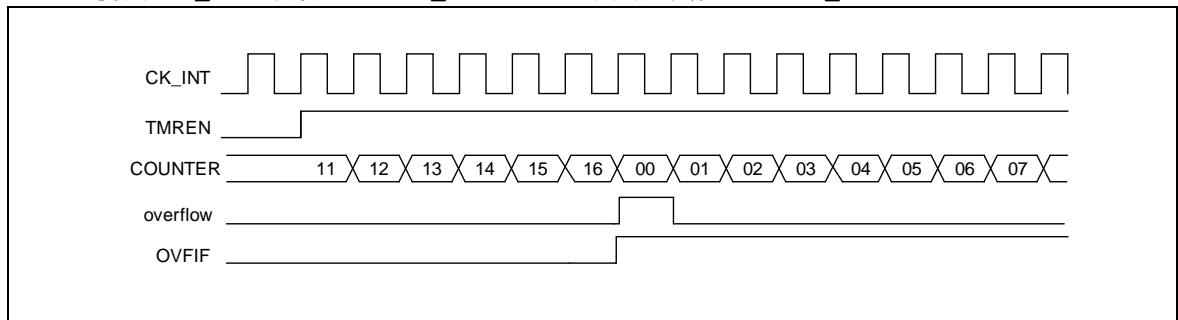 CK_INT
TMREN
COUNTER 11 12 13 14 15 16 00 01 02 03 04 05 06 07
overflow
OVFIF